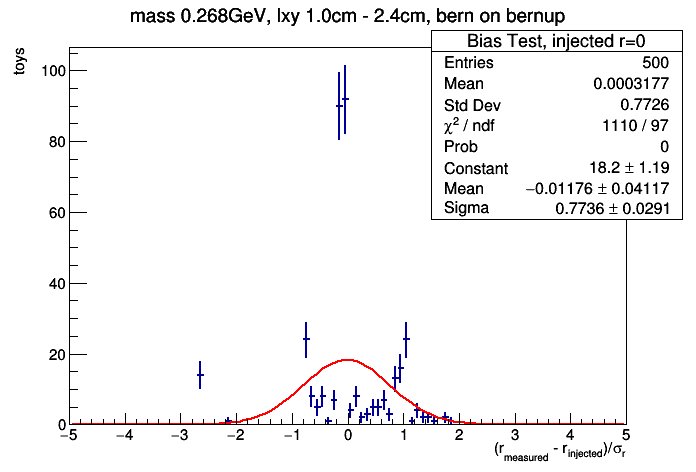 mass 0.268GeV, lxy 1.0cm - 2.4cm, bern on bernup
toys
Bias Test, injected r=0
Entries 500
Mean 0.0003177
Std Dev 0.7726
χ² / ndf 1110 / 97
Prob 0
Constant 18.2 ± 1.19
Mean −0.01176 ± 0.04117
Sigma 0.7736 ± 0.0291
100
80
60
40
20
0
−5 −4 −3 −2 −1 0 1 2 3 4 5
(r_measured - r_injected)/σ_r